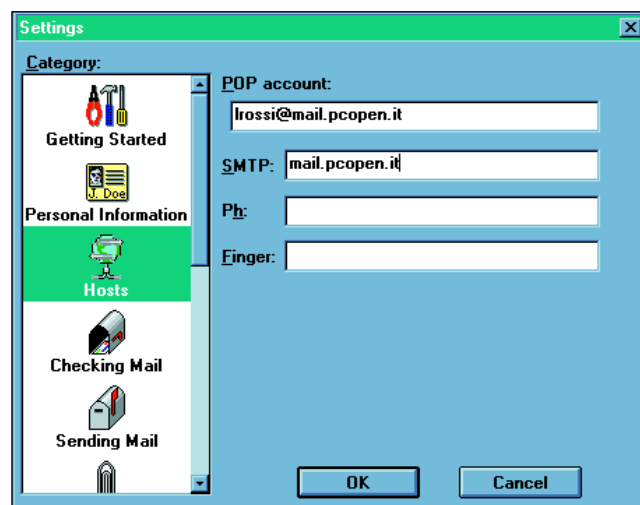 Settings
Category:
Getting Started
J. Doe
Personal Information
Hosts
Checking Mail
Sending Mail
POP account:
lrossi@mail.pcopen.it
SMTP: mail.pcopen.it
Ph:
Finger:
OK Cancel